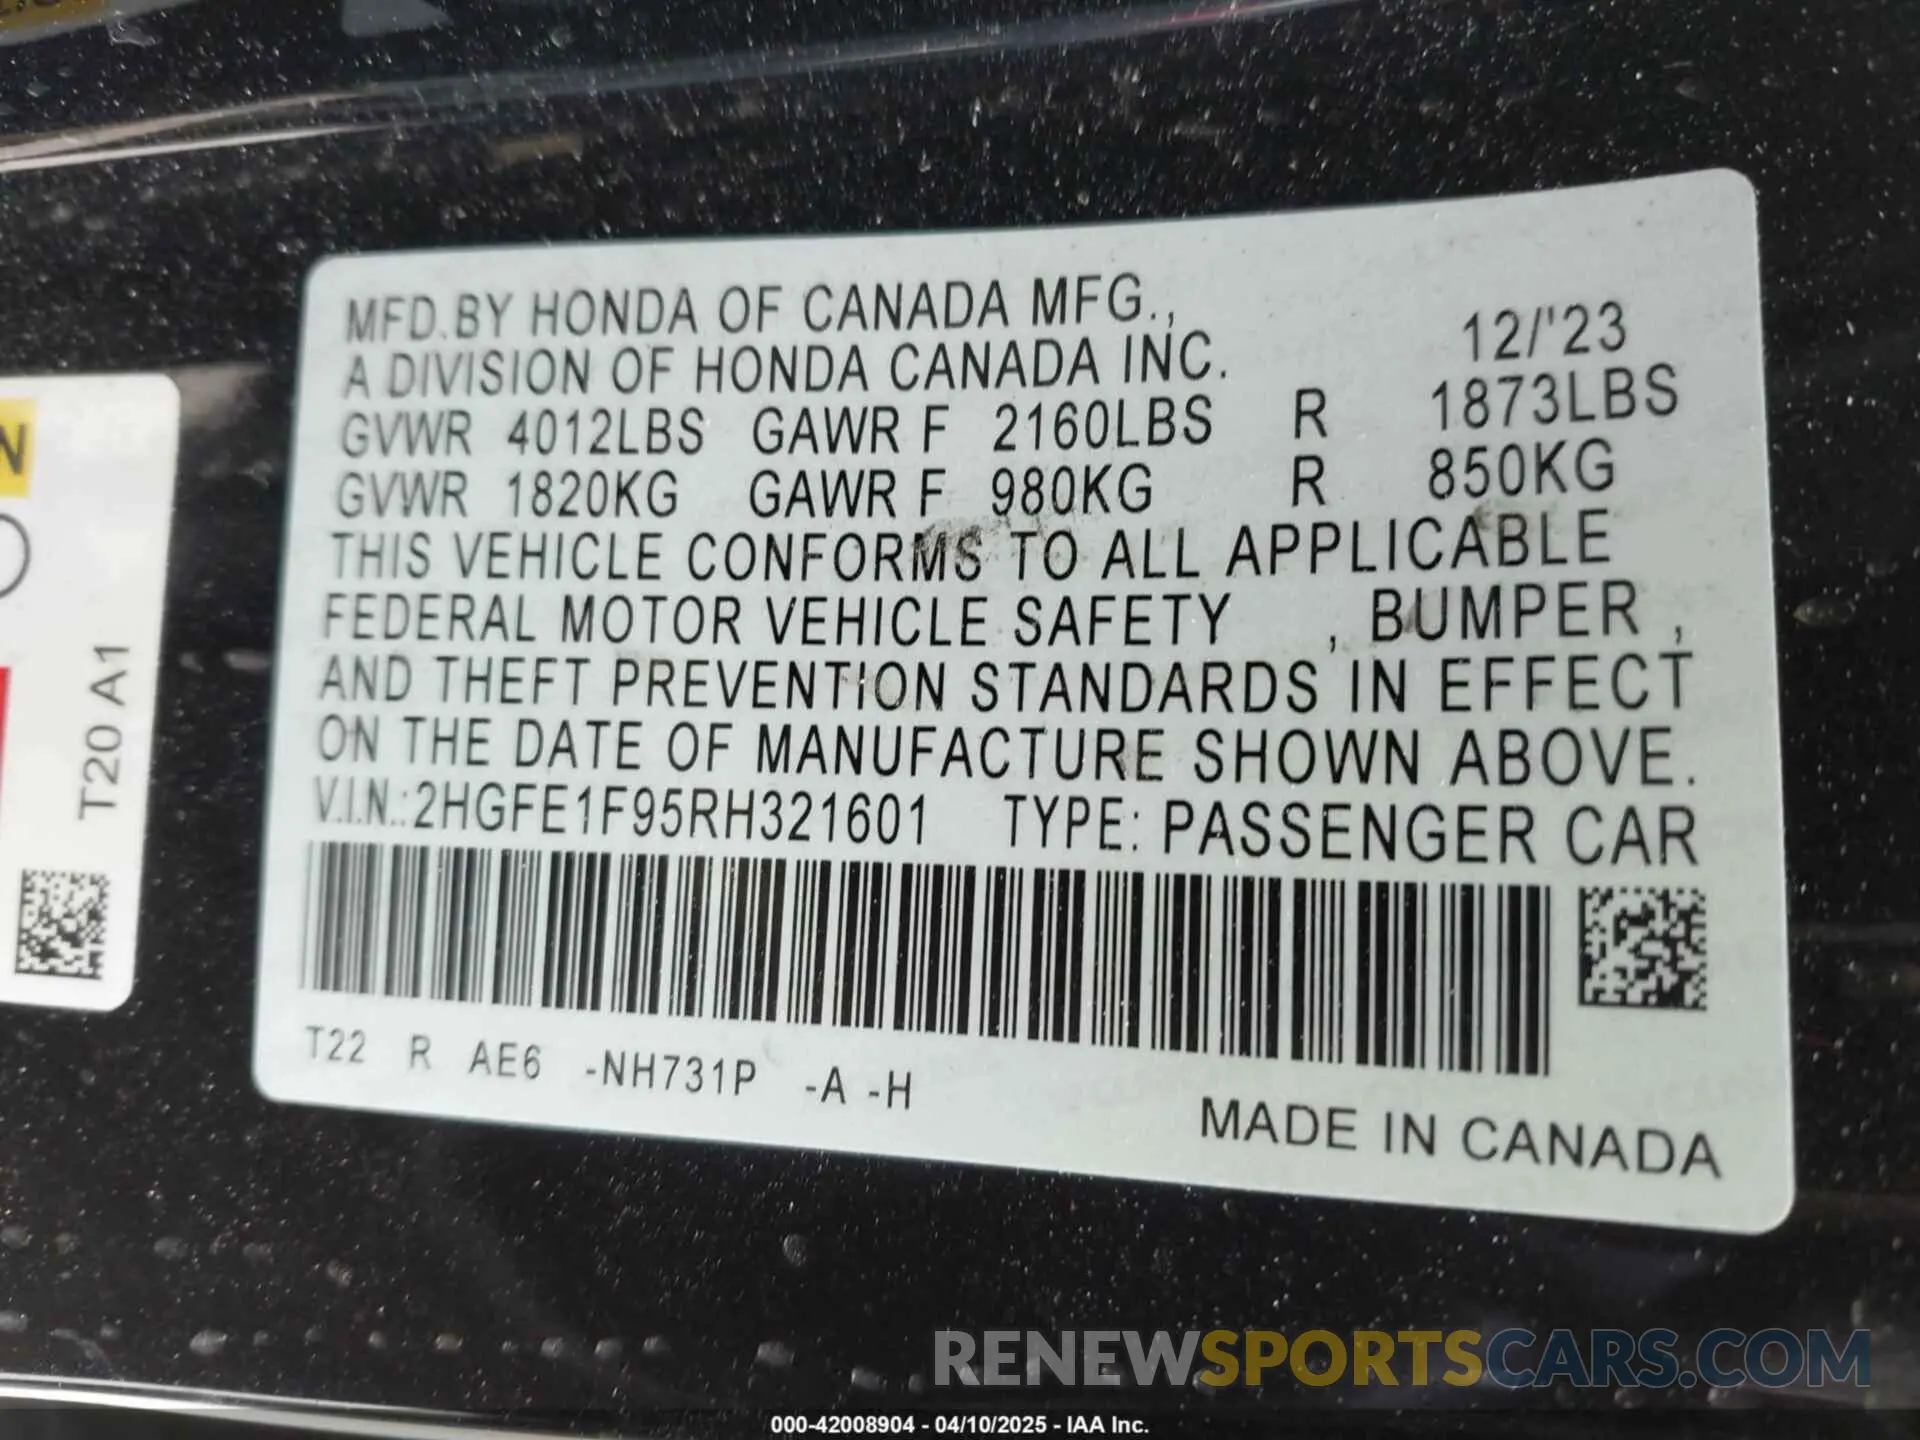 N
T20 A1
MFD.BY HONDA OF CANADA MFG.,
A DIVISION OF HONDA CANADA INC. 12/'23
GVWR 4012LBS GAWR F 2160LBS R 1873LBS
GVWR 1820KG GAWR F 980KG R 850KG
THIS VEHICLE CONFORMS TO ALL APPLICABLE
FEDERAL MOTOR VEHICLE SAFETY , BUMPER ,
AND THEFT PREVENTION STANDARDS IN EFFECT
ON THE DATE OF MANUFACTURE SHOWN ABOVE.
V.I.N.:2HGFE1F95RH321601 TYPE: PASSENGER CAR
T22 R AE6 -NH731P -A -H
MADE IN CANADA
RENEWSPORTSCARS.COM
000-42008904 - 04/10/2025 - IAA Inc.